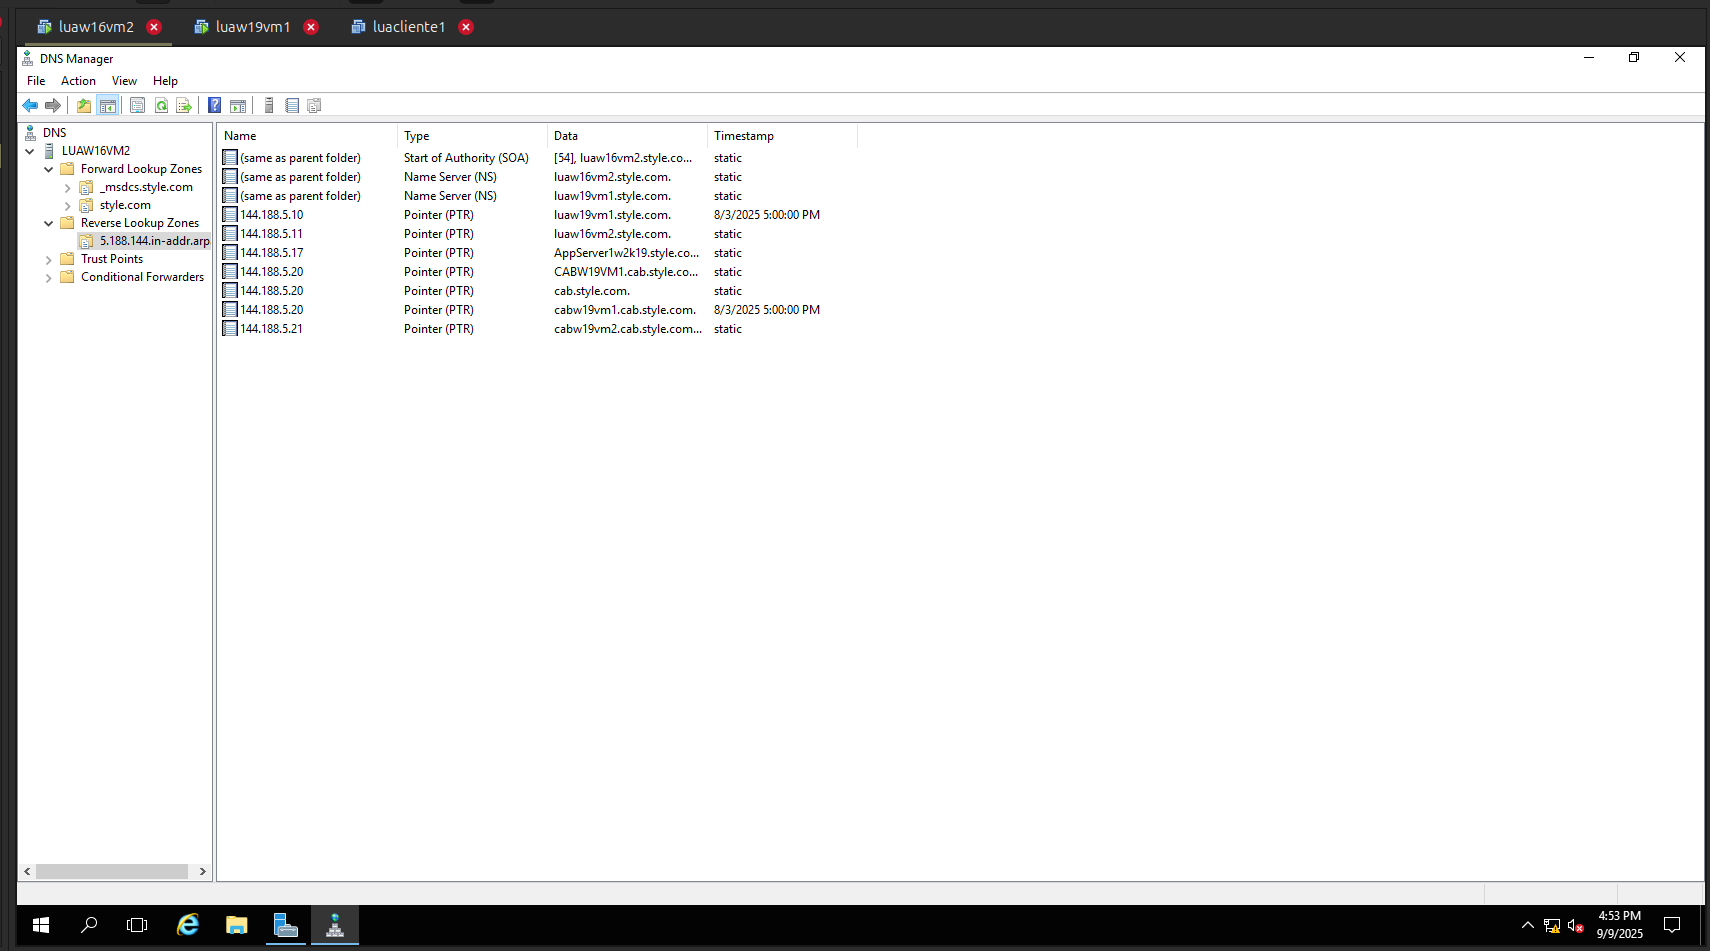 luaw16vm2 luaw19vm1 luacliente1
DNS Manager
File Action View Help
DNS
LUAW16VM2
Forward Lookup Zones
_msdcs.style.com
style.com
Reverse Lookup Zones
5.188.144.in-addr.arp
Trust Points
Conditional Forwarders
Name Type Data Timestamp
(same as parent folder) Start of Authority (SOA) [54], luaw16vm2.style.co... static
(same as parent folder) Name Server (NS) luaw16vm2.style.com. static
(same as parent folder) Name Server (NS) luaw19vm1.style.com. static
144.188.5.10 Pointer (PTR) luaw19vm1.style.com. 8/3/2025 5:00:00 PM
144.188.5.11 Pointer (PTR) luaw16vm2.style.com. static
144.188.5.17 Pointer (PTR) AppServer1w2k19.style.co... static
144.188.5.20 Pointer (PTR) CABW19VM1.cab.style.co... static
144.188.5.20 Pointer (PTR) cab.style.com. static
144.188.5.20 Pointer (PTR) cabw19vm1.cab.style.com. 8/3/2025 5:00:00 PM
144.188.5.21 Pointer (PTR) cabw19vm2.cab.style.com... static
4:53 PM
9/9/2025